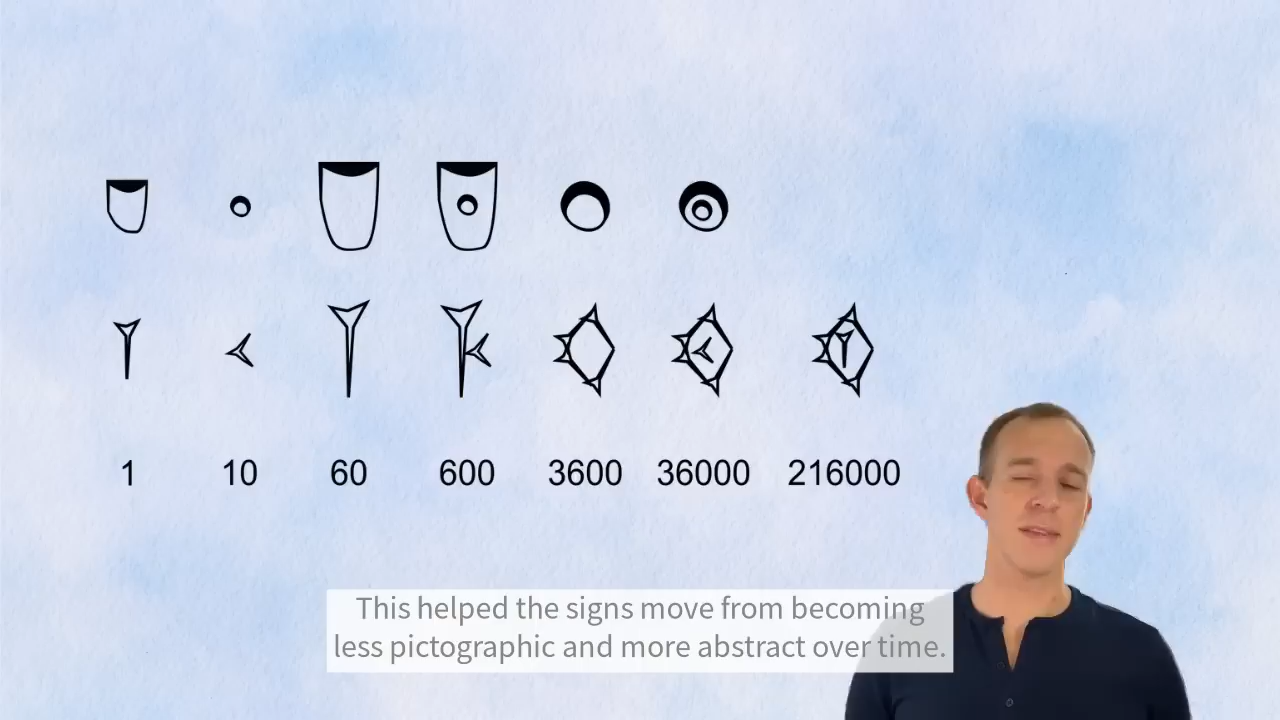 1 10 60 600 3600 36000 216000
This helped the signs move from becoming
less pictographic and more abstract over time.